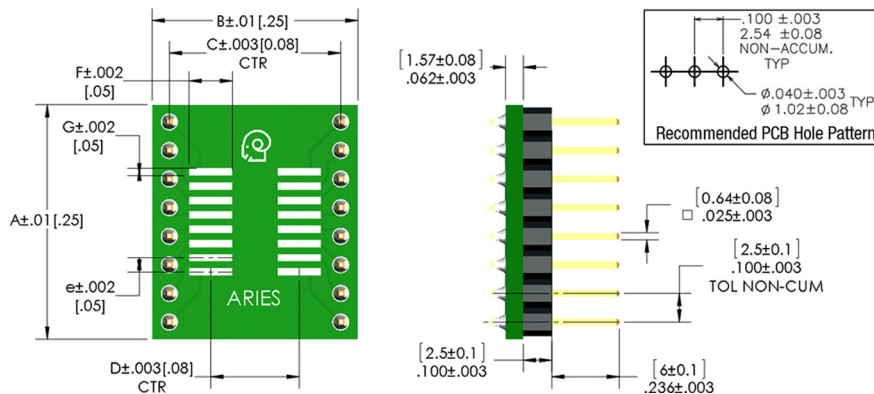 B±.01[.25]
C±.003[0.08]
CTR
F±.002
[.05]
G±.002
[.05]
A±.01[.25]
e±.002
[.05]
ARIES
D±.003[.08]
CTR
[1.57±0.08]
.062±.003
[0.64±0.08]
□ .025±.003
[2.5±0.1]
.100±.003
TOL NON-CUM
[2.5±0.1]
.100±.003
[6±0.1]
.236±.003
.100 ±.003
2.54 ±0.08
NON-ACCUM.
TYP
Ø.040±.003
Ø1.02±0.08 TYP
Recommended PCB Hole Pattern